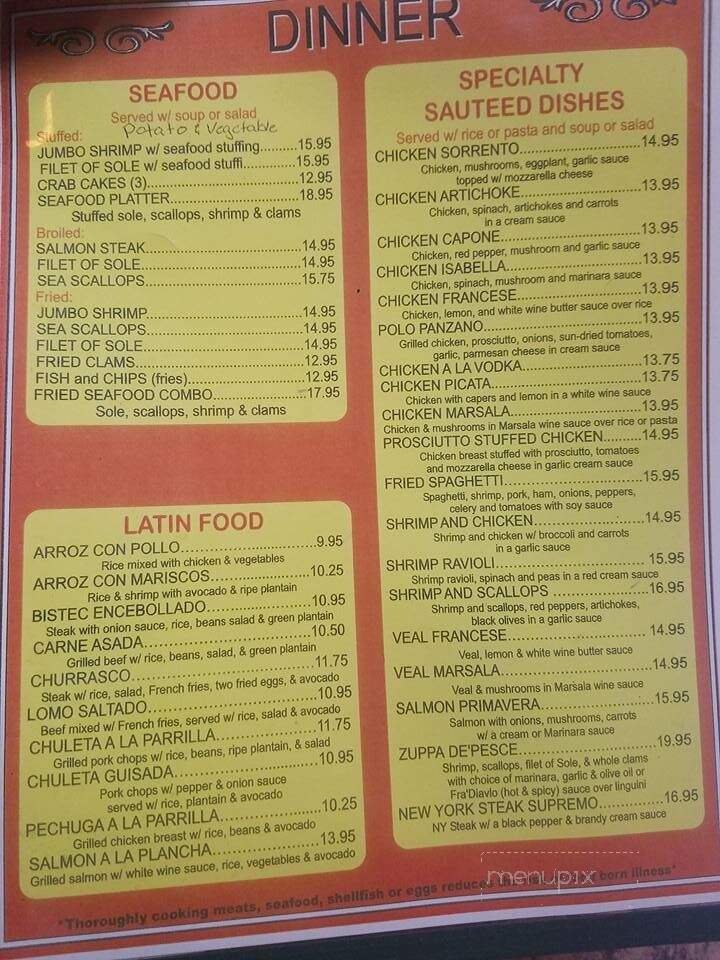 DINNER
SEAFOOD
Served w/ soup or salad
Potato & Vegetable
Stuffed:
JUMBO SHRIMP w/ seafood stuffing..........15.95
FILET OF SOLE w/ seafood stuffi............15.95
CRAB CAKES (3)....................................12.95
SEAFOOD PLATTER................................18.95
Stuffed sole, scallops, shrimp & clams
Broiled:
SALMON STEAK....................................14.95
FILET OF SOLE.....................................14.95
SEA SCALLOPS.....................................15.75
Fried:
JUMBO SHRIMP.....................................14.95
SEA SCALLOPS.....................................14.95
FILET OF SOLE.....................................14.95
FRIED CLAMS.......................................12.95
FISH and CHIPS (fries)............................12.95
FRIED SEAFOOD COMBO........................17.95
Sole, scallops, shrimp & clams
LATIN FOOD
ARROZ CON POLLO..............................9.95
Rice mixed with chicken & vegetables
ARROZ CON MARISCOS......................10.25
Rice & shrimp with avocado & ripe plantain
BISTEC ENCEBOLLADO.......................10.95
Steak with onion sauce, rice, beans salad & green plantain
CARNE ASADA....................................10.50
Grilled beef w/ rice, beans, salad, & green plantain
CHURRASCO......................................11.75
Steak w/ rice, salad, French fries, two fried eggs, & avocado
LOMO SALTADO..................................10.95
Beef mixed w/ French fries, served w/ rice, salad & avocado
CHULETA A LA PARRILLA.....................11.75
Grilled pork chops w/ rice, beans, ripe plantain, & salad
CHULETA GUISADA..............................10.95
Pork chops w/ pepper & onion sauce
served w/ rice, plantain & avocado
PECHUGA A LA PARRILLA....................10.25
Grilled chicken breast w/ rice, beans & avocado
SALMON A LA PLANCHA......................13.95
Grilled salmon w/ white wine sauce, rice, vegetables & avocado
SPECIALTY
SAUTEED DISHES
Served w/ rice or pasta and soup or salad
CHICKEN SORRENTO............................14.95
Chicken, mushrooms, eggplant, garlic sauce
topped w/ mozzarella cheese
CHICKEN ARTICHOKE...........................13.95
Chicken, spinach, artichokes and carrots
in a cream sauce
CHICKEN CAPONE................................13.95
Chicken, red pepper, mushroom and garlic sauce
CHICKEN ISABELLA...............................13.95
Chicken, spinach, mushroom and marinara sauce
CHICKEN FRANCESE.............................13.95
Chicken, lemon, and white wine butter sauce over rice
POLO PANZANO...................................13.95
Grilled chicken, prosciutto, onions, sun-dried tomatoes,
garlic, parmesan cheese in cream sauce
CHICKEN A LA VODKA...........................13.75
CHICKEN PICATA..................................13.75
Chicken with capers and lemon in a white wine sauce
CHICKEN MARSALA...............................13.95
Chicken & mushrooms in Marsala wine sauce over rice or pasta
PROSCIUTTO STUFFED CHICKEN.........14.95
Chicken breast stuffed with prosciutto, tomatoes
and mozzarella cheese in garlic cream sauce
FRIED SPAGHETTI................................15.95
Spaghetti, shrimp, pork, ham, onions, peppers,
celery and tomatoes with soy sauce
SHRIMP AND CHICKEN.........................14.95
Shrimp and chicken w/ broccoli and carrots
in a garlic sauce
SHRIMP RAVIOLI.................................. 15.95
Shrimp ravioli, spinach and peas in a red cream sauce
SHRIMP AND SCALLOPS .....................16.95
Shrimp and scallops, red peppers, artichokes,
black olives in garlic sauce
VEAL FRANCESE................................. 14.95
Veal, lemon & white wine butter sauce
VEAL MARSALA...................................14.95
Veal & mushrooms in Marsala wine sauce
SALMON PRIMAVERA...........................15.95
Salmon with onions, mushrooms, carrots
w/ a cream or Marinara sauce
ZUPPA DE'PESCE................................19.95
Shrimp, scallops, filet of Sole, & whole clams
with choice of marinara, garlic & olive oil or
Fra'Diavlo (hot & spicy) sauce over linguini
NEW YORK STEAK SUPREMO..............16.95
NY Steak w/ a black pepper & brandy cream sauce
menupix
*Thoroughly cooking meats, seafood, shellfish or eggs reduces the born illness*